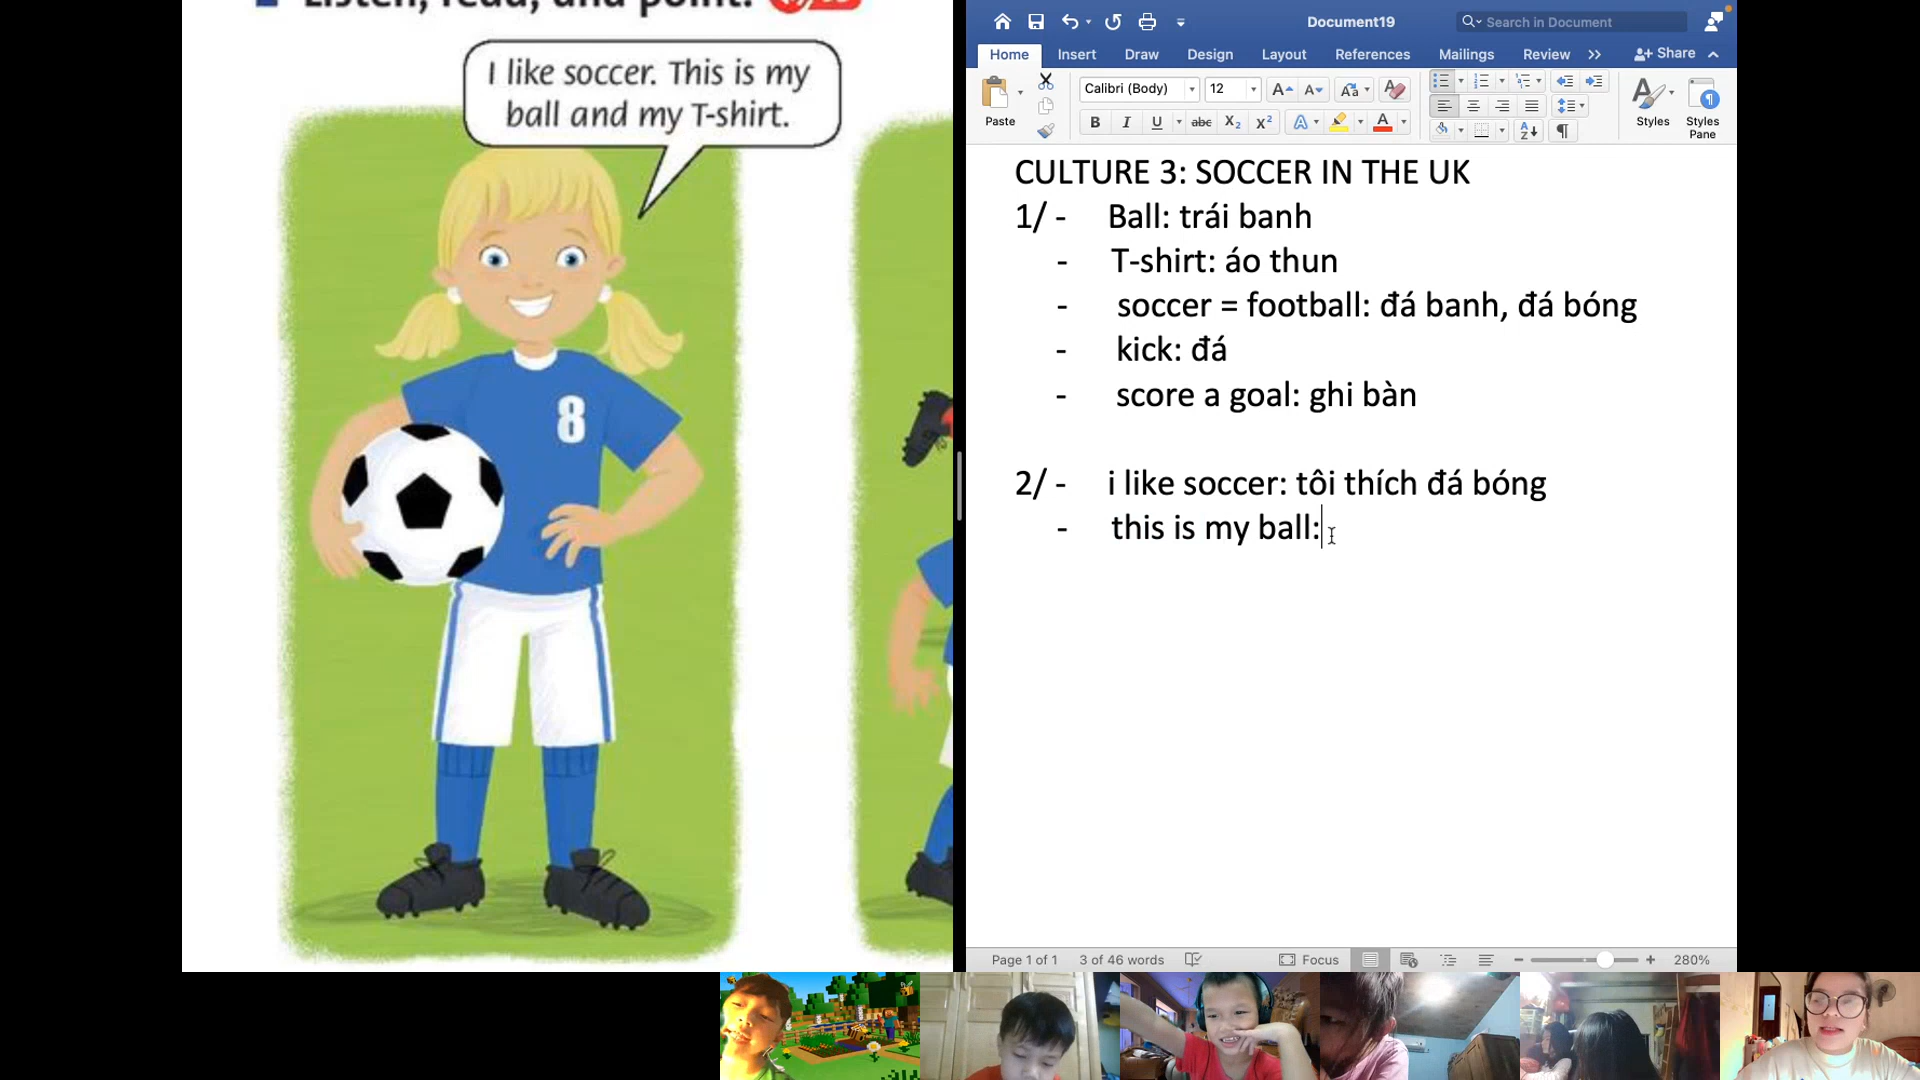 I like soccer. This is my
ball and my T-shirt.
8
Document19
Search in Document
Home Insert Draw Design Layout References Mailings Review Share
Paste
Calibri (Body) 12
Styles
Styles
Pane
CULTURE 3: SOCCER IN THE UK
1/ - Ball: trái banh
- T-shirt: áo thun
- soccer = football: đá banh, đá bóng
- kick: đá
- score a goal: ghi bàn
2/ - i like soccer: tôi thích đá bóng
- this is my ball:
Page 1 of 1 3 of 46 words Focus 280%